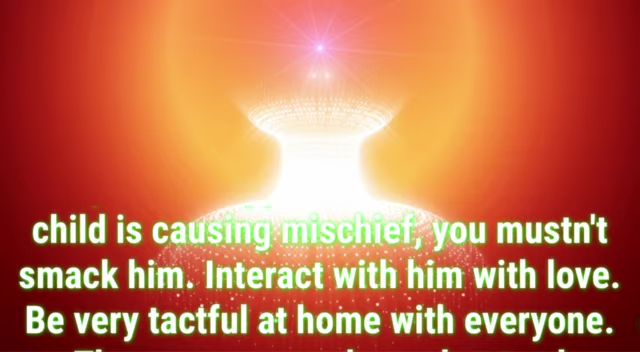 child is causing mischief, you mustn't
smack him. Interact with him with love.
Be very tactful at home with everyone.